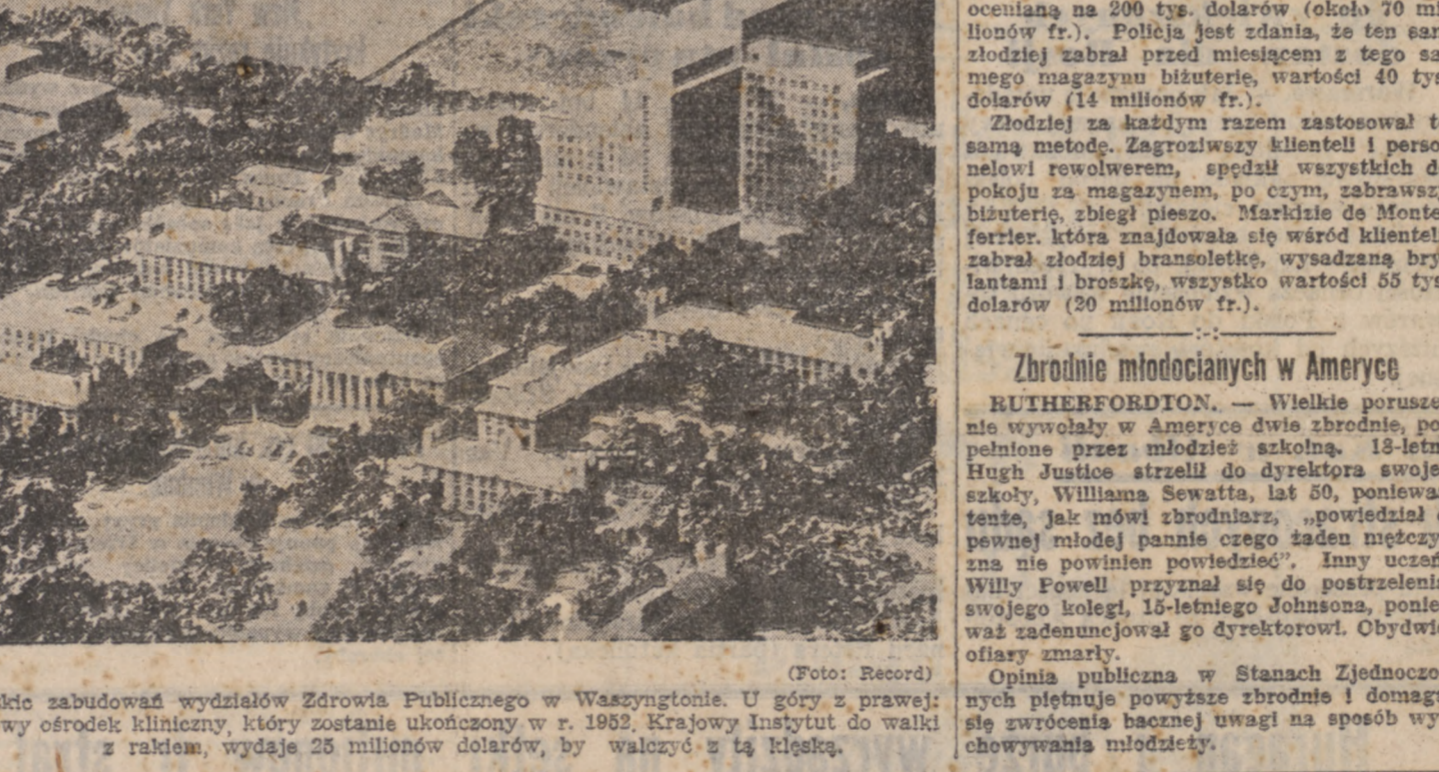 (Foto: Record)
kic zabudowań wydziałów Zdrowia Publicznego w Waszyngtonie. U góry z prawej:
wy ośrodek kliniczny, który zostanie ukończony w r. 1952. Krajowy Instytut do walki
z rakiem, wydaje 25 milionów dolarów, by walczyć z tą klęską.
ocenianą na 200 tys. dolarów (około 70 mi
lionów fr.). Policja jest zdania, że ten sam
złodziej zabrał przed miesiącem z tego sa
mego magazynu biżuterię, wartości 40 tys
dolarów (14 milionów fr.).
Złodziej za każdym razem zastosował t
samą metodę. Zagroziwszy klienteli i perso
nelowi rewolwerem, spędził wszystkich d
pokoju za magazynem, po czym, zabrawszy
biżuterię, zbiegł pieszo. Markizie de Monte
ferrier. która znajdowała się wśród klienteli
zabrał złodziej bransoletkę, wysadzaną bry
lantami i broszkę, wszystko wartości 55 tys
dolarów (20 milionów fr.).
Zbrodnie młodocianych w Ameryce
RUTHERFORDTON. — Wielkie porusze
nie wywołały w Ameryce dwie zbrodnie, po
pełnione przez młodzież szkolną. 18-letni
Hugh Justice strzelił do dyrektora swoje
szkoły, Williama Sewatta, lat 50, poniewa
tenże, jak mówi zbrodniarz, „powiedział
pewnej młodej pannie czego żaden mężczy
zna nie powinien powiedzieć”. Inny uczeń
Willy Powell przyznał się do postrzelenia
swojego kolegi, 15-letniego Johnsona, ponie
waż zadenuncjował go dyrektorowi. Obydwie
ofiary zmarły.
Opinia publiczna w Stanach Zjednoczo
nych piętnuje powyższe zbrodnie i domaga
się zwrócenia bacznej uwagi na sposób wy
chowywania młodzieży.